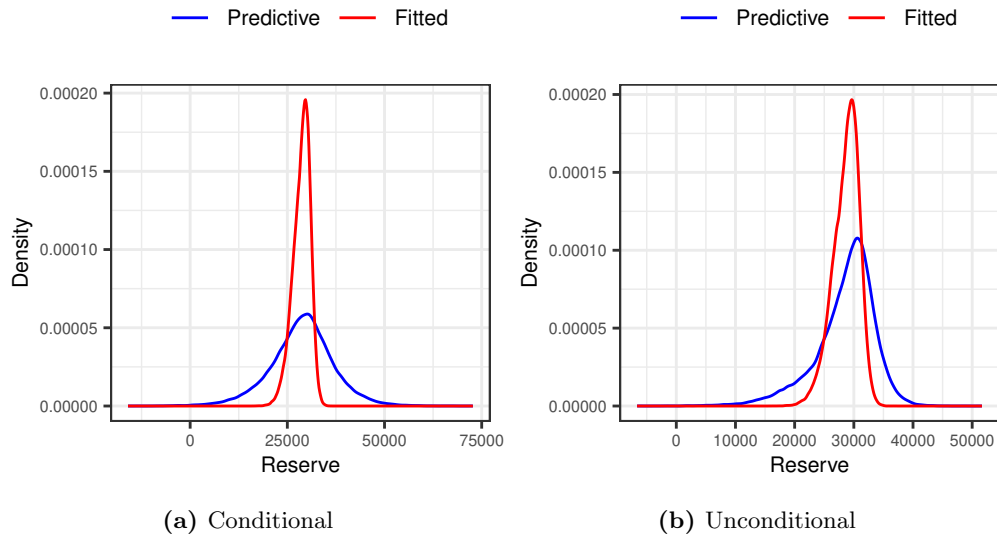 Predictive Fitted
0.00020
0.00015
0.00010
0.00005
0.00000
Density
0 25000 50000 75000
Reserve
(a) Conditional
Predictive Fitted
0.00020
0.00015
0.00010
0.00005
0.00000
Density
0 10000 20000 30000 40000 50000
Reserve
(b) Unconditional